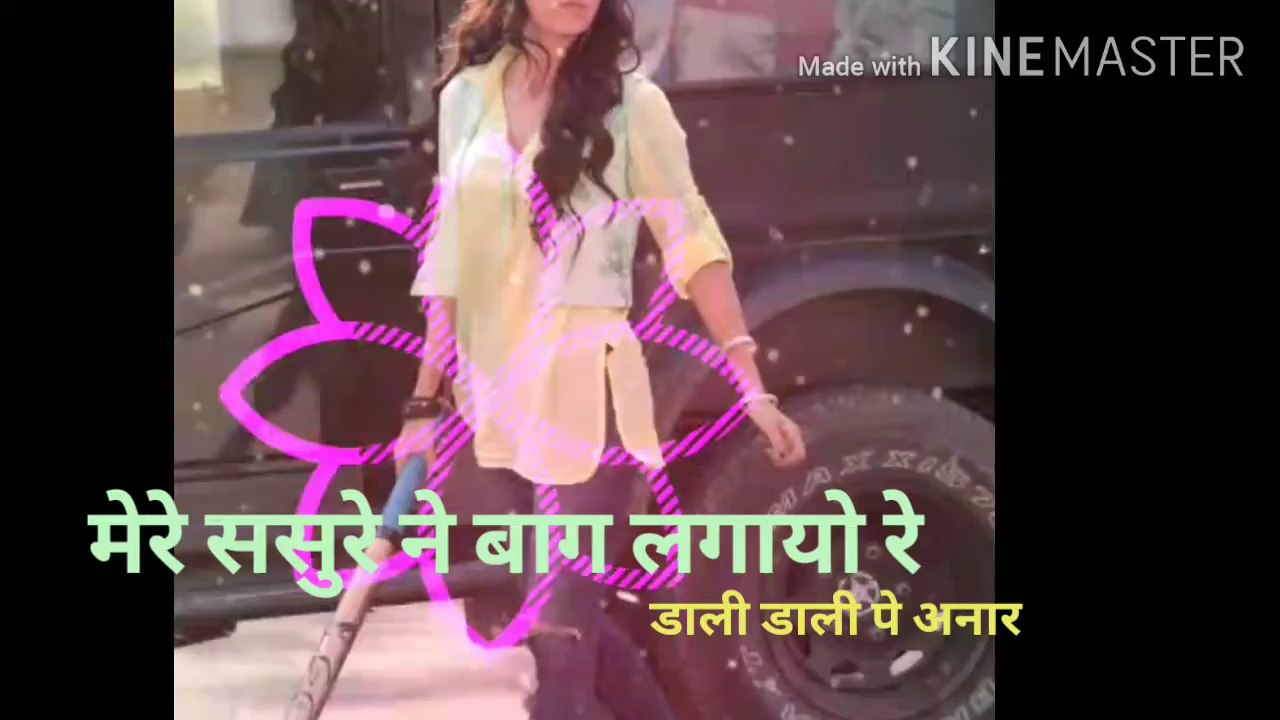 Made with KINEMASTER
मेरे ससुरे ने बाग लगायो रे
डाली डाली पे अनार